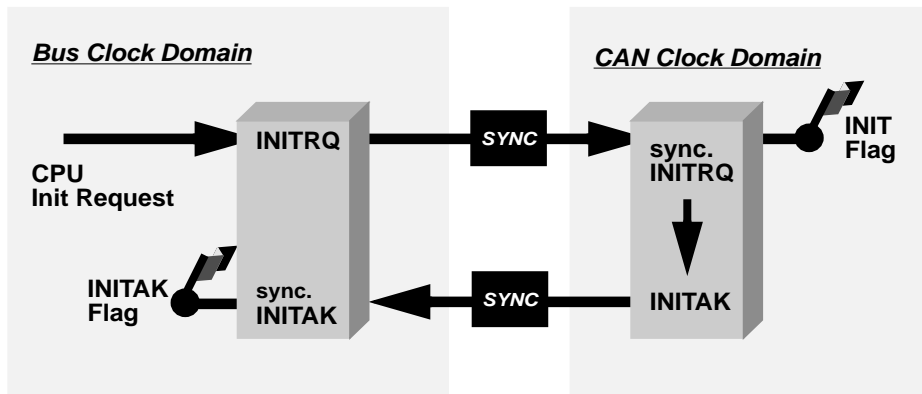 Bus Clock Domain
CPU
Init Request
INITRQ
INITAK
Flag
sync.
INITAK
SYNC
SYNC
CAN Clock Domain
sync.
INITRQ
INITAK
INIT
Flag